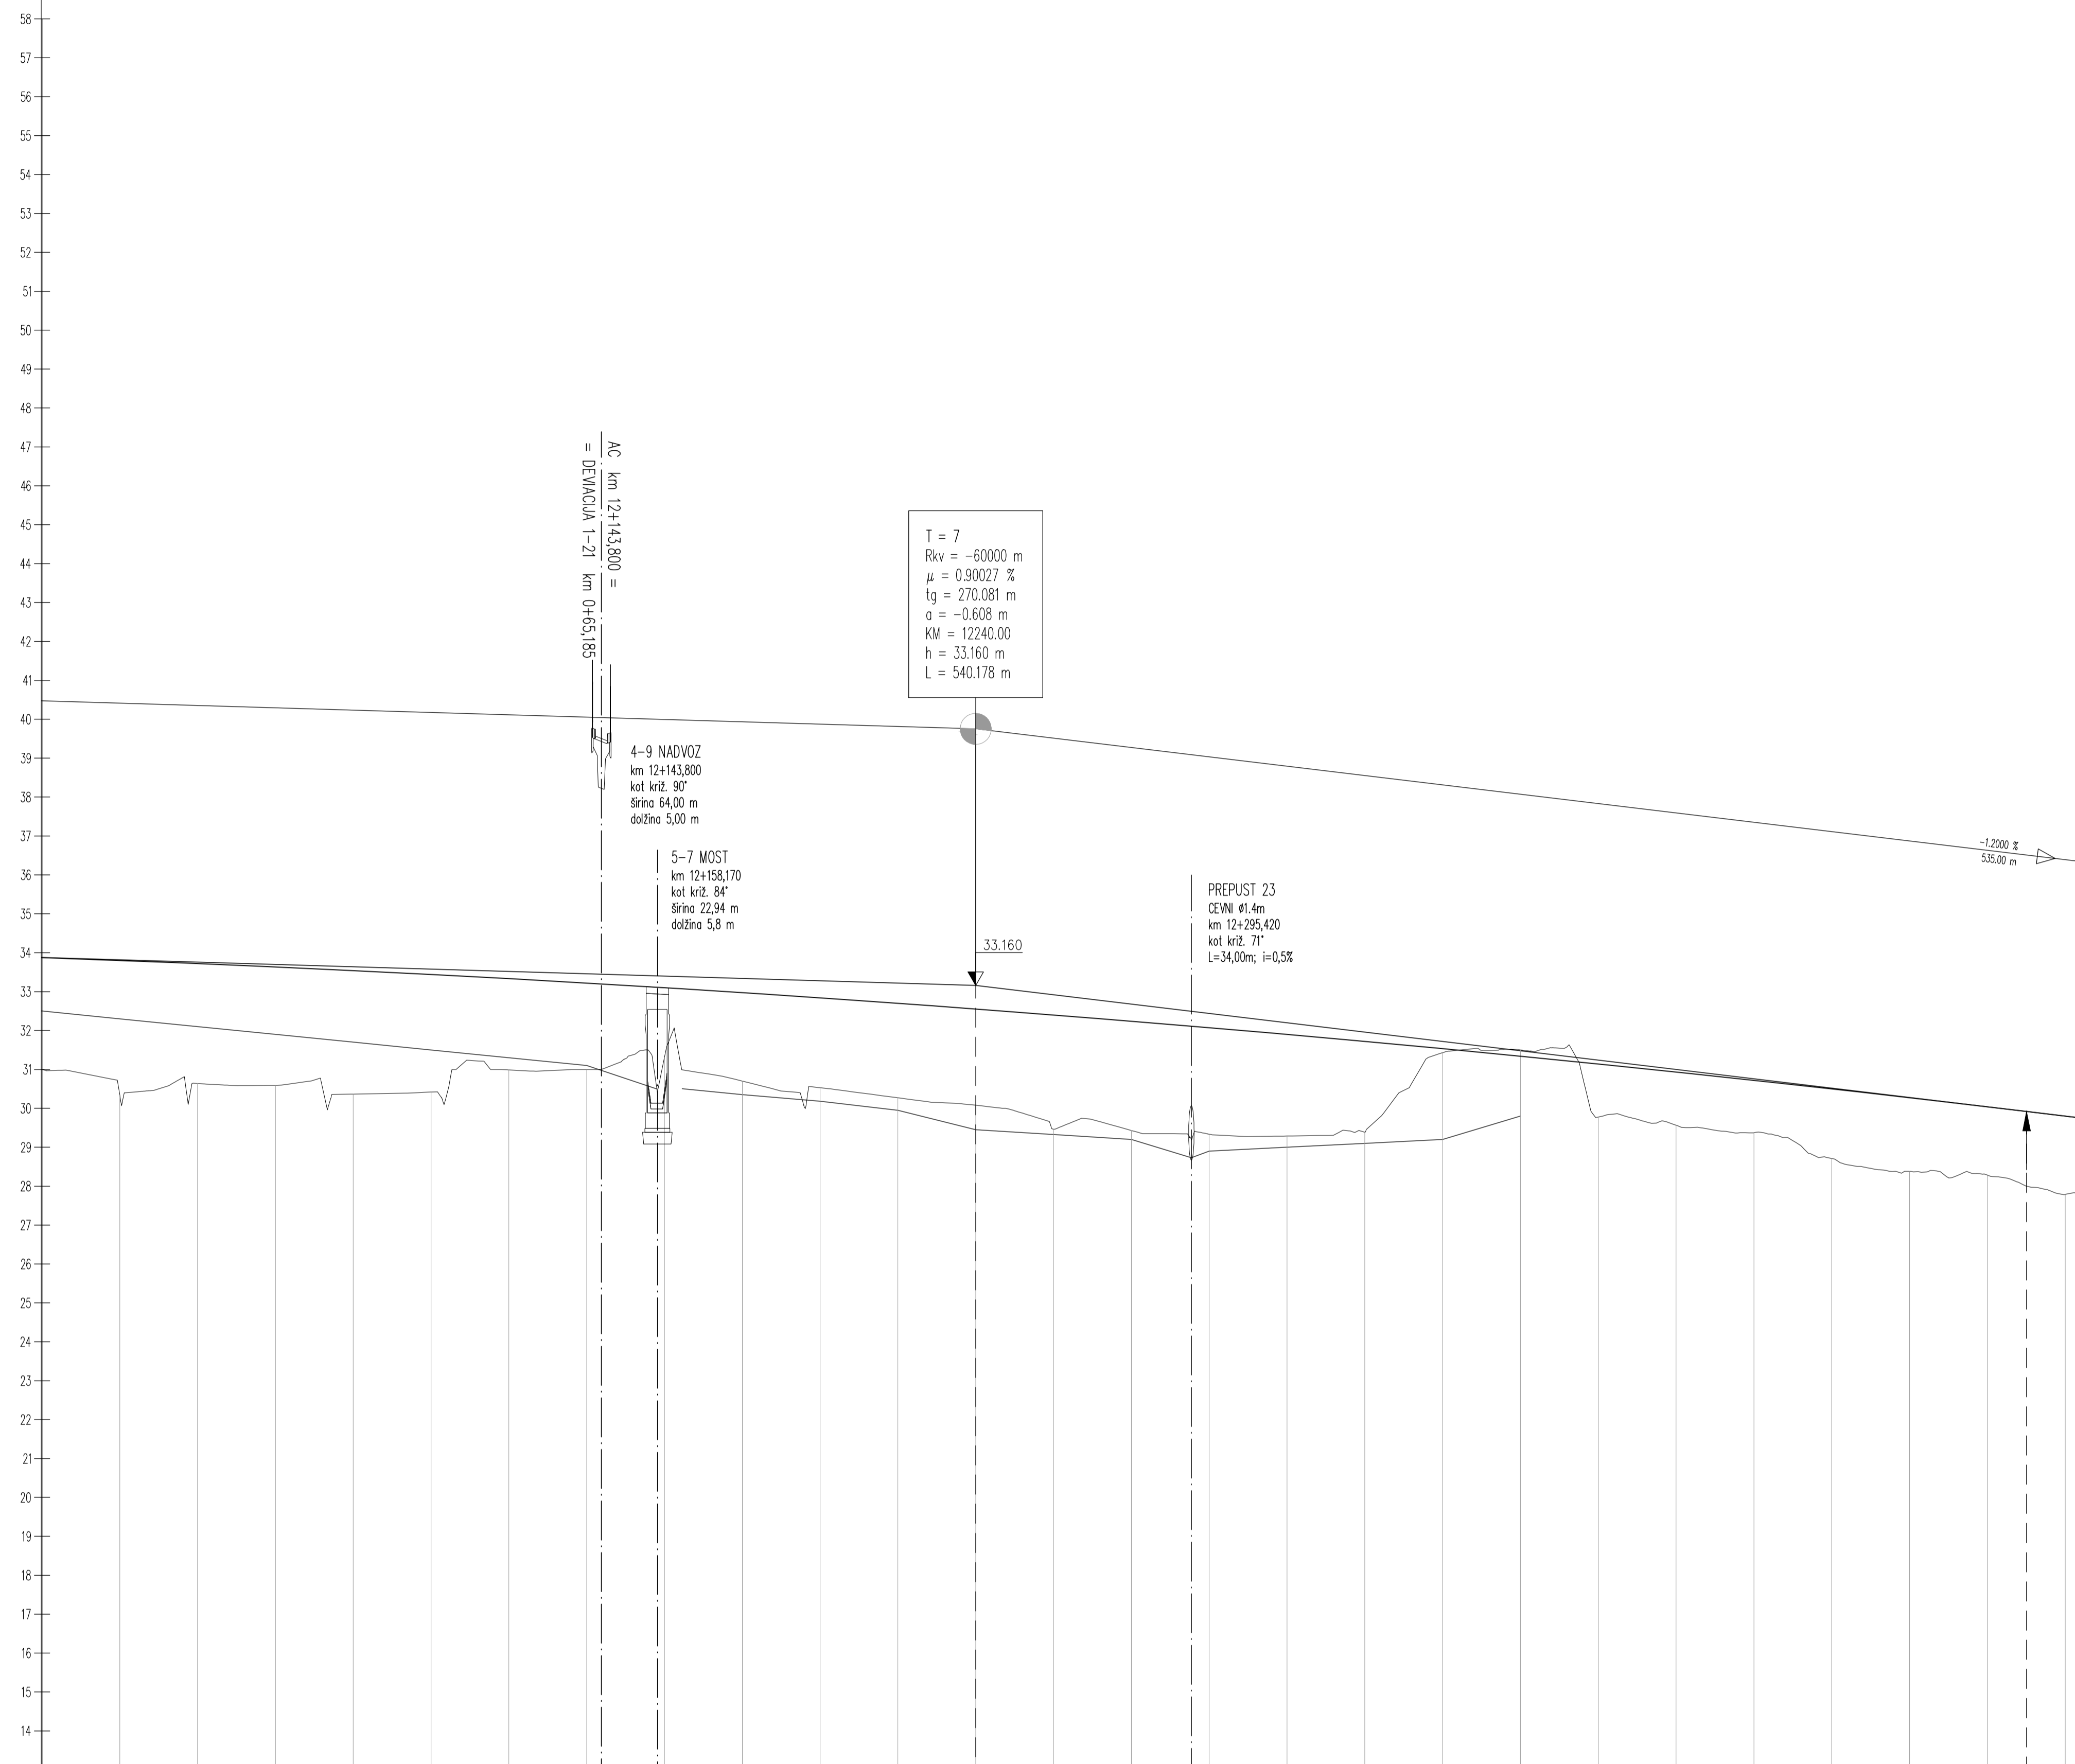 58
57
56
55
54
53
52
51
50
49
48
47
46
45
44
43
42
41
40
39
38
37
36
35
34
33
32
31
30
29
28
27
26
25
24
23
22
21
20
19
18
17
16
15
14
AC km 12+143,800 =
= DEVIACIJA 1-21 km 0+65,185
4-9 NADVOZ
km 12+143,800
kot križ. 90°
širina 64,00 m
dolžina 5,00 m
5-7 MOST
km 12+158,170
kot križ. 84°
širina 22,94 m
dolžina 5,8 m
T = 7
Rkv = -60000 m
μ = 0.90027 %
tg = 270.081 m
a = -0.608 m
KM = 12240.00
h = 33.160 m
L = 540.178 m
33.160
PREPUST 23
CEVNI ø1.4m
km 12+295,420
kot križ. 71°
L=34,00m; i=0,5%
-1.2000 %
535.00 m